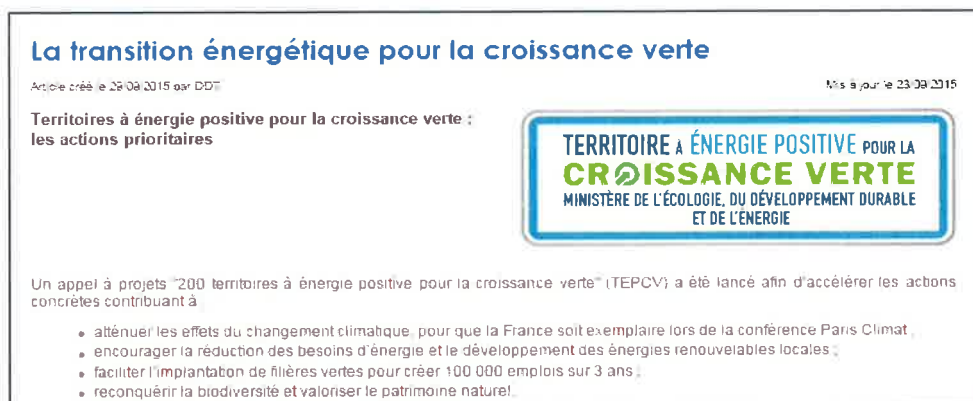 La transition énergétique pour la croissance verte
Article créé le 23/09/2015 par DDT
Mis à jour le 23/09/2015
Territoires à énergie positive pour la croissance verte :
les actions prioritaires
TERRITOIRE À ÉNERGIE POSITIVE POUR LA
CROISSANCE VERTE
MINISTÈRE DE L'ÉCOLOGIE, DU DÉVELOPPEMENT DURABLE
ET DE L'ÉNERGIE
Un appel à projets "200 territoires à énergie positive pour la croissance verte" (TEPCV) a été lancé afin d'accélérer les actions
concrètes contribuant à
• atténuer les effets du changement climatique, pour que la France soit exemplaire lors de la conférence Paris Climat ;
• encourager la réduction des besoins d'énergie et le développement des énergies renouvelables locales ;
• faciliter l'implantation de filières vertes pour créer 100 000 emplois sur 3 ans ;
• reconquérir la biodiversité et valoriser le patrimoine naturel.